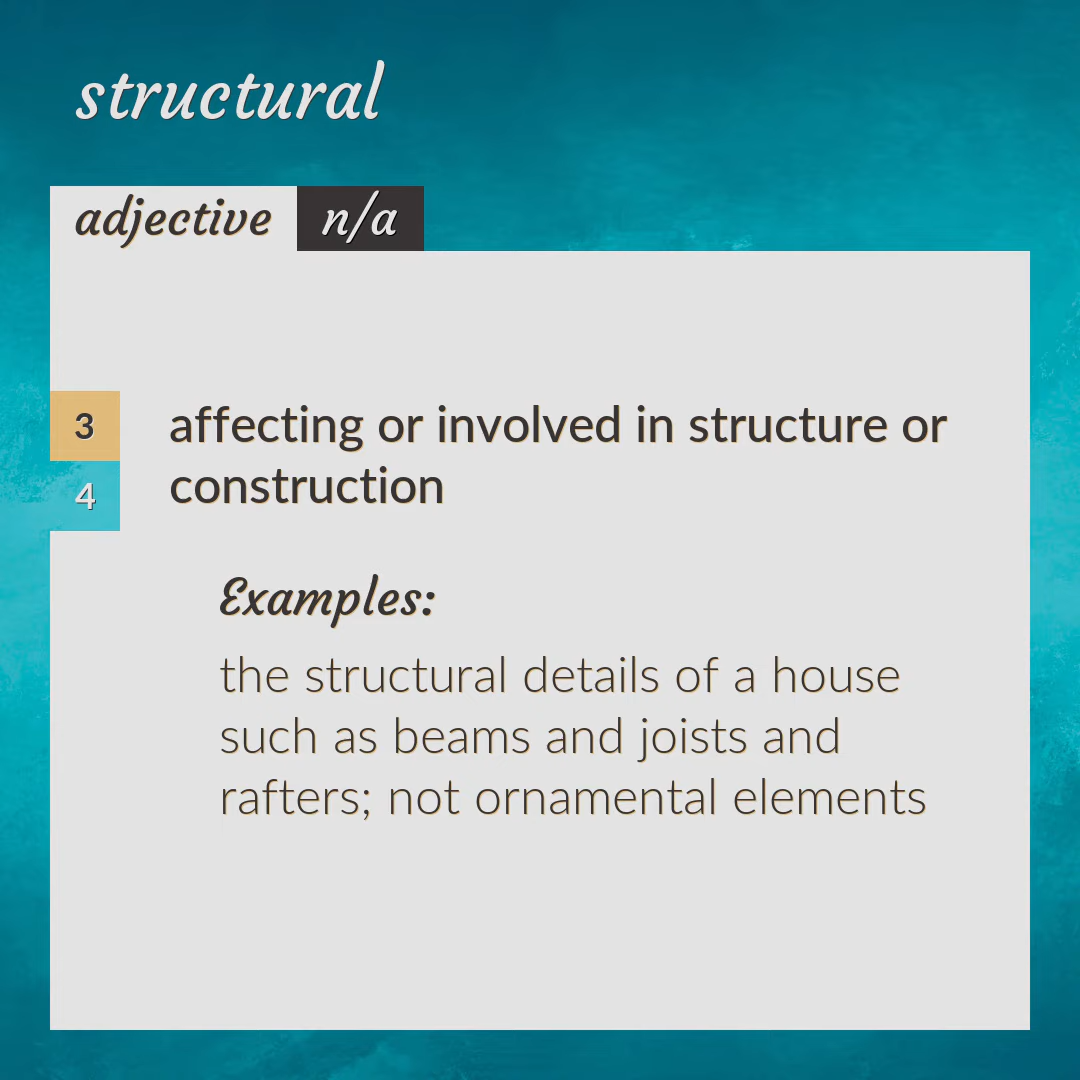 structural
adjective n/a
3 affecting or involved in structure or
4 construction
Examples:
the structural details of a house
such as beams and joists and
rafters; not ornamental elements